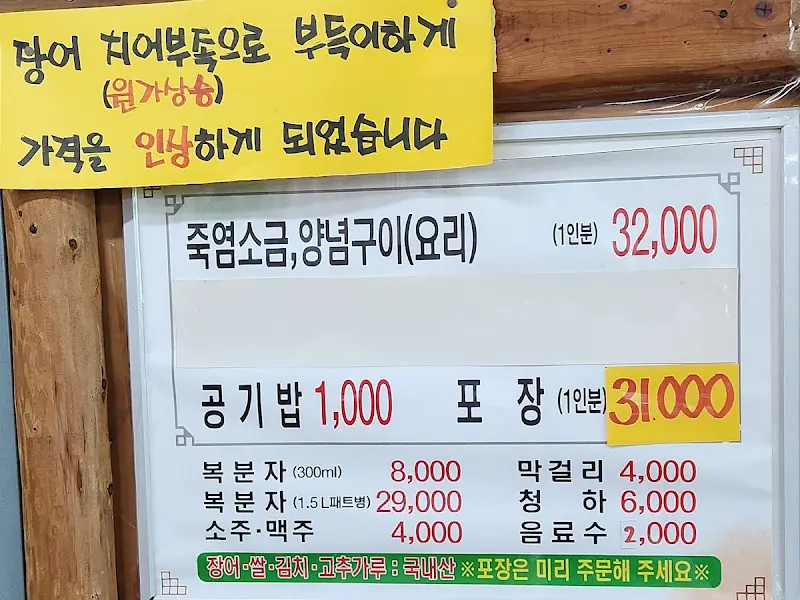 장어 치어부족으로 부득이하게
(원가상승)
가격을 인상하게 되었습니다
죽염소금,양념구이(요리) (1인분) 32,000
공기밥 1,000 포 장 (1인분) 31.000
복분자 (300ml) 8,000 막걸리 4,000
복분자 (1.5L패트병) 29,000 청 하 6,000
소주·맥주 4,000 음료수 2,000
장어·쌀·김치·고추가루 : 국내산 ※포장은 미리 주문해 주세요※